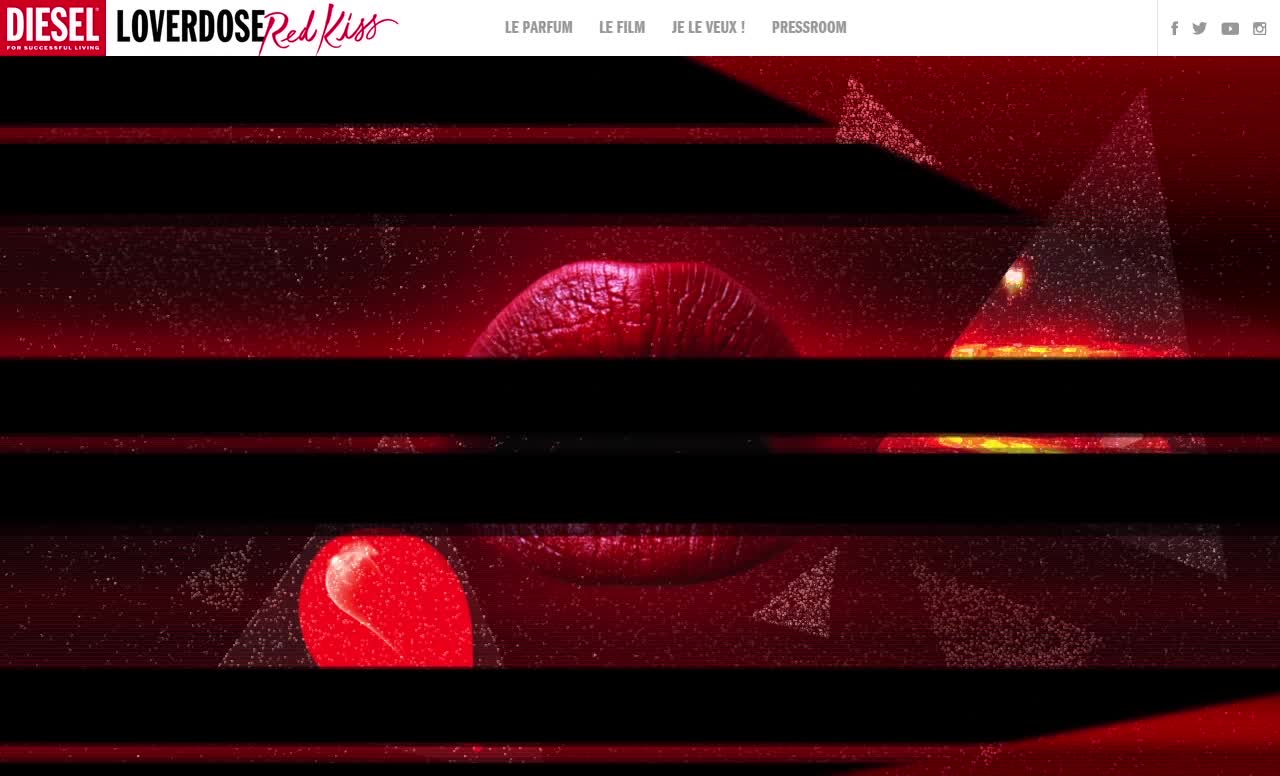 DIESEL
FOR SUCCESSFUL LIVING
LOVERDOSE Red Kiss
LE PARFUM LE FILM JE LE VEUX ! PRESSROOM